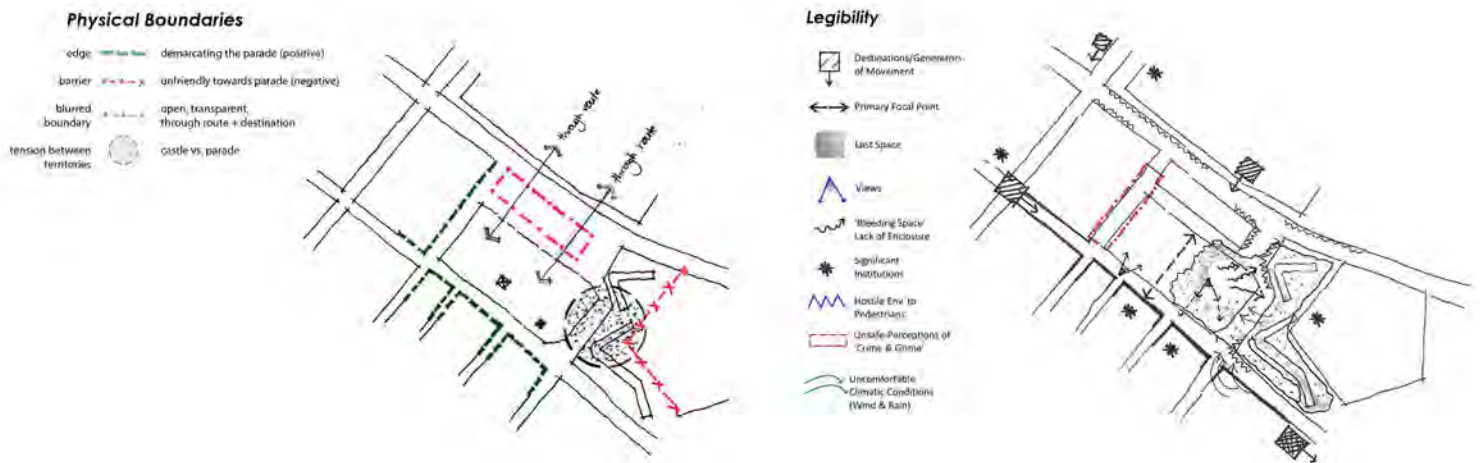 Physical Boundaries
edge demarcating the parade (positive)
barrier unfriendly towards parade (negative)
blurred boundary
open, transparent,
through route + destination
tension between territories
castle vs. parade
through route
through route
Legibility
Destinations/Generators
of Movement
Primary Focal Point
Lost Space
Views
'Bleeding Space'
Lack of Enclosure
Significant
Institutions
Hostile Env. to
Pedestrians
Unsafe-Perceptions of
'Crime & Grime'
Uncomfortable
Climatic Conditions
(Wind & Rain)